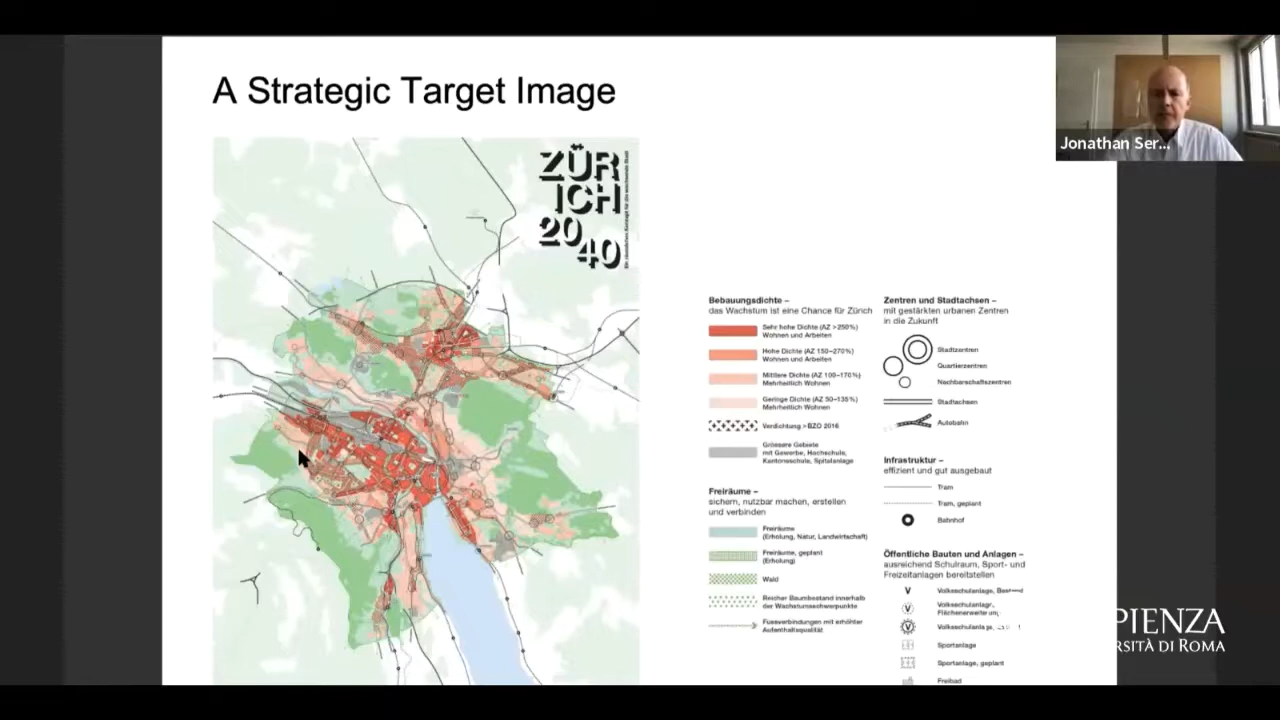 A Strategic Target Image
ZÜR
ICH
20
40
Jonathan Ser...
Bebauungsdichte –
das Wachstum ist eine Chance für Zürich
Sehr hohe Dichte (AZ >250%)
Wohnen und Arbeiten
Hohe Dichte (AZ 150–270%)
Wohnen und Arbeiten
Mittlere Dichte (AZ 100–170%)
Mehrheitlich Wohnen
Geringe Dichte (AZ 50–135%)
Mehrheitlich Wohnen
Verdichtung > BZO 2016
Grössere Gebiete
mit Gewerbe, Hochschule,
Kantonsschule, Spitalanlage
Freiräume –
sichern, nutzbar machen, erstellen
und verbinden
Freiräume
(Erholung, Natur, Landwirtschaft)
Freiräume, geplant
(Erholung)
Wald
Reicher Baumbestand innerhalb
der Wachstumsschwerpunkte
Fussverbindungen mit erhöhter
Aufenthaltsqualität
Zentren und Stadtachsen –
mit gestärkten urbanen Zentren
in die Zukunft
Stadtzentren
Quartierzentren
Nachbarschaftszentren
Stadtachsen
Autobahn
Infrastruktur –
effizient und gut ausgebaut
Tram
Tram, geplant
Bahnhof
Öffentliche Bauten und Anlagen –
ausreichend Schulraum, Sport- und
Freizeitanlagen bereitstellen
Volksschulanlage,
Volksschulanlage,
Sportanlage
Sportanlage, geplant
Freibad
PIENZA
RSITÀ DI ROMA